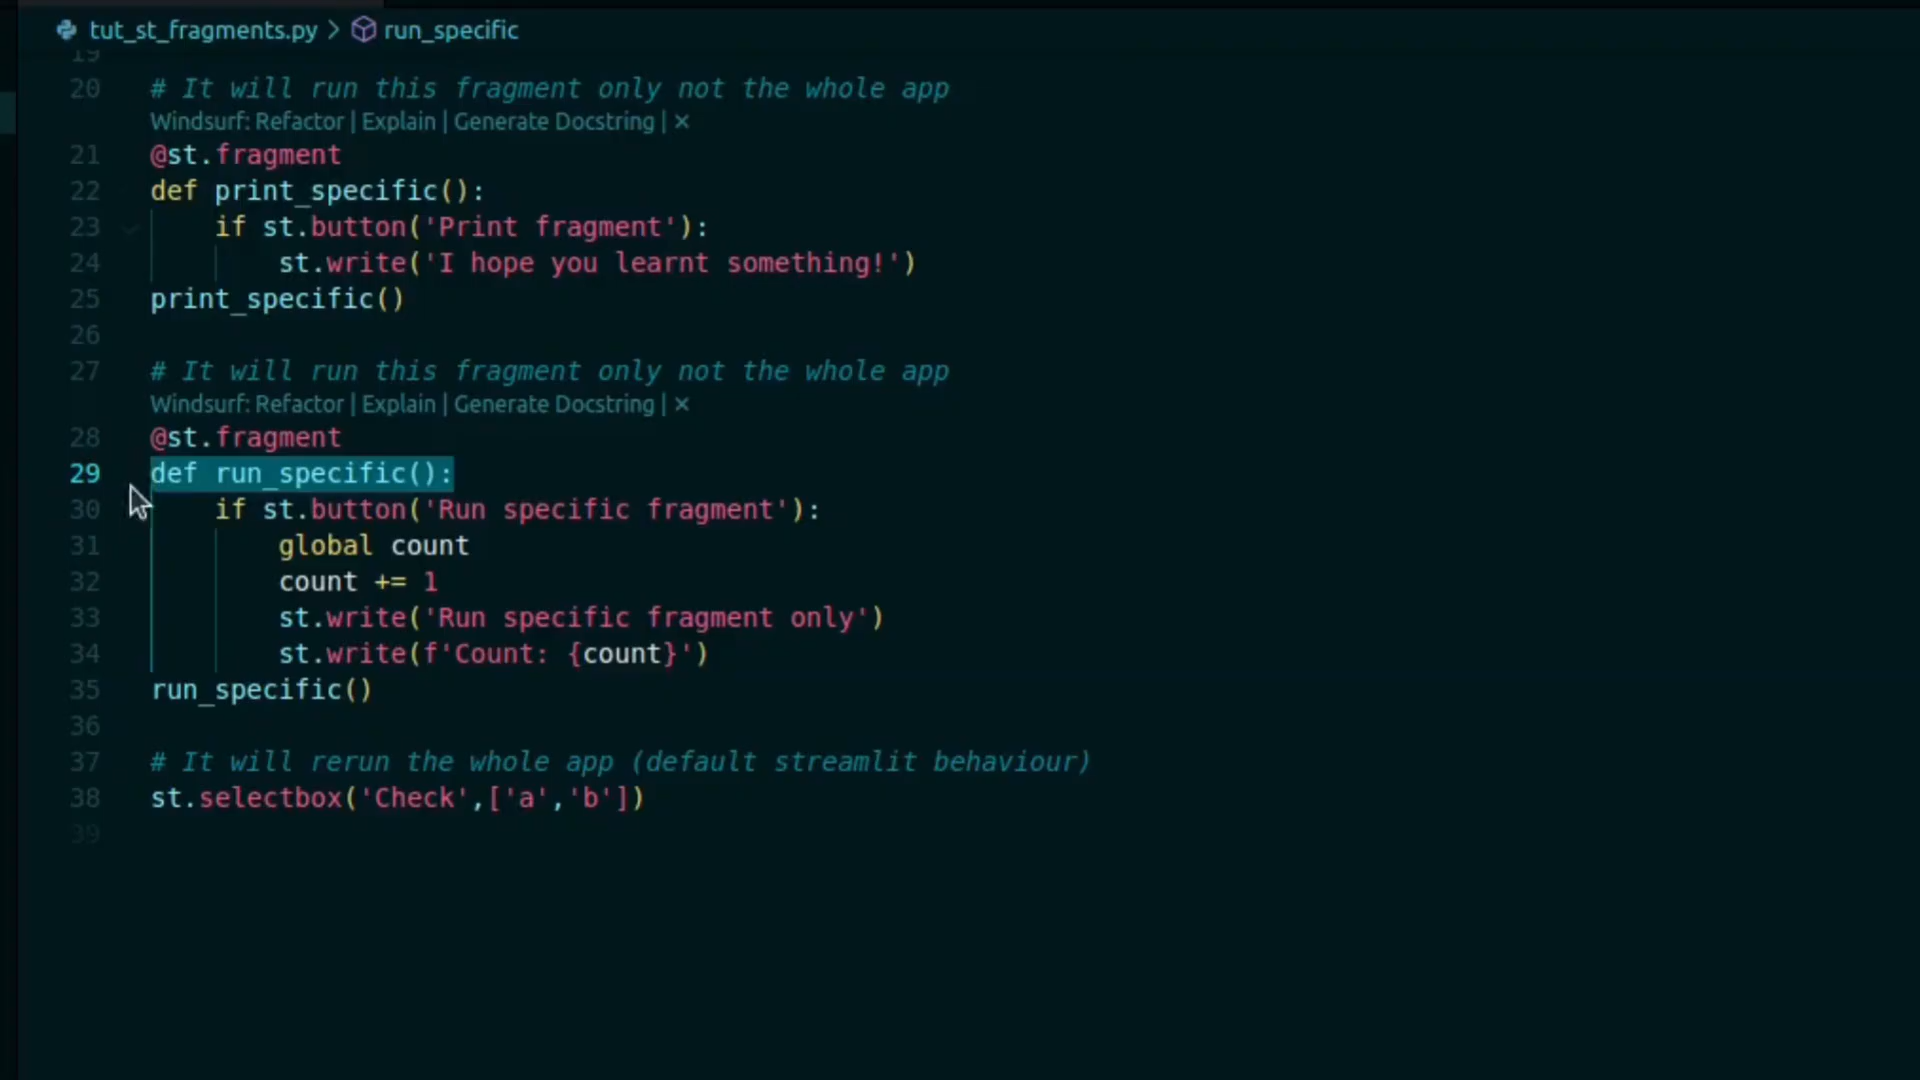 tut_st_fragments.py > run_specific
19
20 # It will run this fragment only not the whole app
Windsurf: Refactor | Explain | Generate Docstring | ✕
21 @st.fragment
22 def print_specific():
23     if st.button('Print fragment'):
24         st.write('I hope you learnt something!')
25 print_specific()
26
27 # It will run this fragment only not the whole app
Windsurf: Refactor | Explain | Generate Docstring | ✕
28 @st.fragment
29 def run_specific():
30     if st.button('Run specific fragment'):
31         global count
32         count += 1
33         st.write('Run specific fragment only')
34         st.write(f'Count: {count}')
35 run_specific()
36
37 # It will rerun the whole app (default streamlit behaviour)
38 st.selectbox('Check',['a','b'])
39